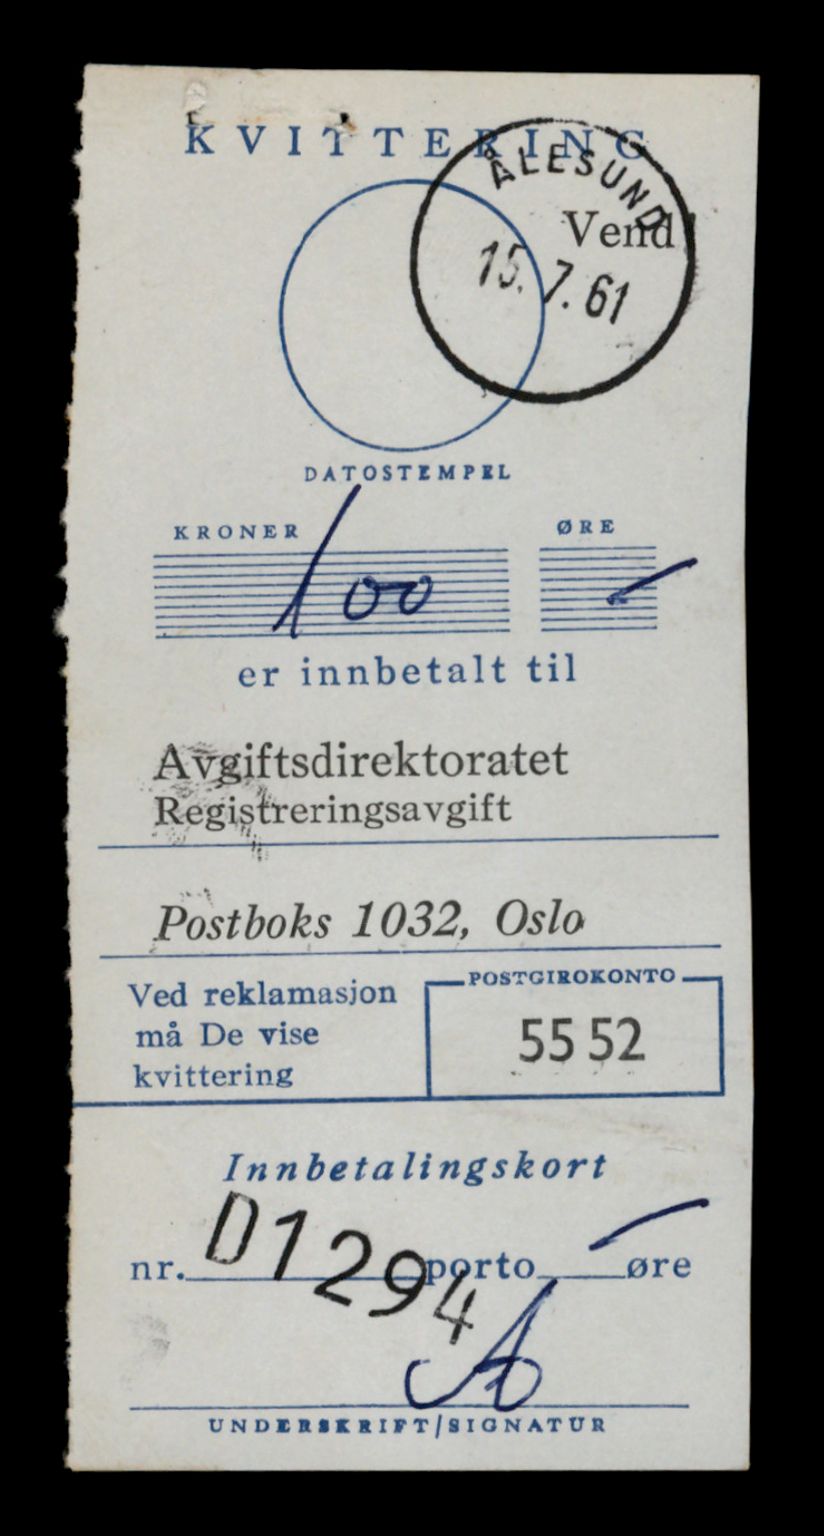 KVITTERING
ÅLESUND
Vend!
15.7.61
DATOSTEMPEL
KRONER ØRE
100 -
er innbetalt til
Avgiftsdirektoratet
Registreringsavgift
Postboks 1032, Oslo
Ved reklamasjon
må De vise
kvittering
POSTGIROKONTO
55 52
Innbetalingskort
nr. D1294 porto - øre
UNDERSKRIFT/SIGNATUR